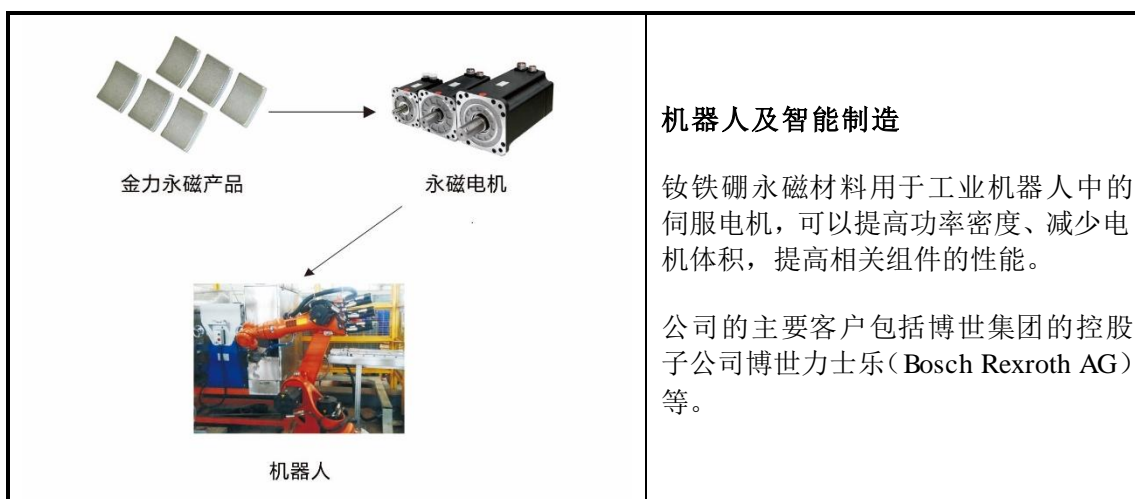 金力永磁产品
永磁电机
机器人
机器人及智能制造
钕铁硼永磁材料用于工业机器人中的
伺服电机，可以提高功率密度、减少电
机体积，提高相关组件的性能。
公司的主要客户包括博世集团的控股
子公司博世力士乐（Bosch Rexroth AG）
等。